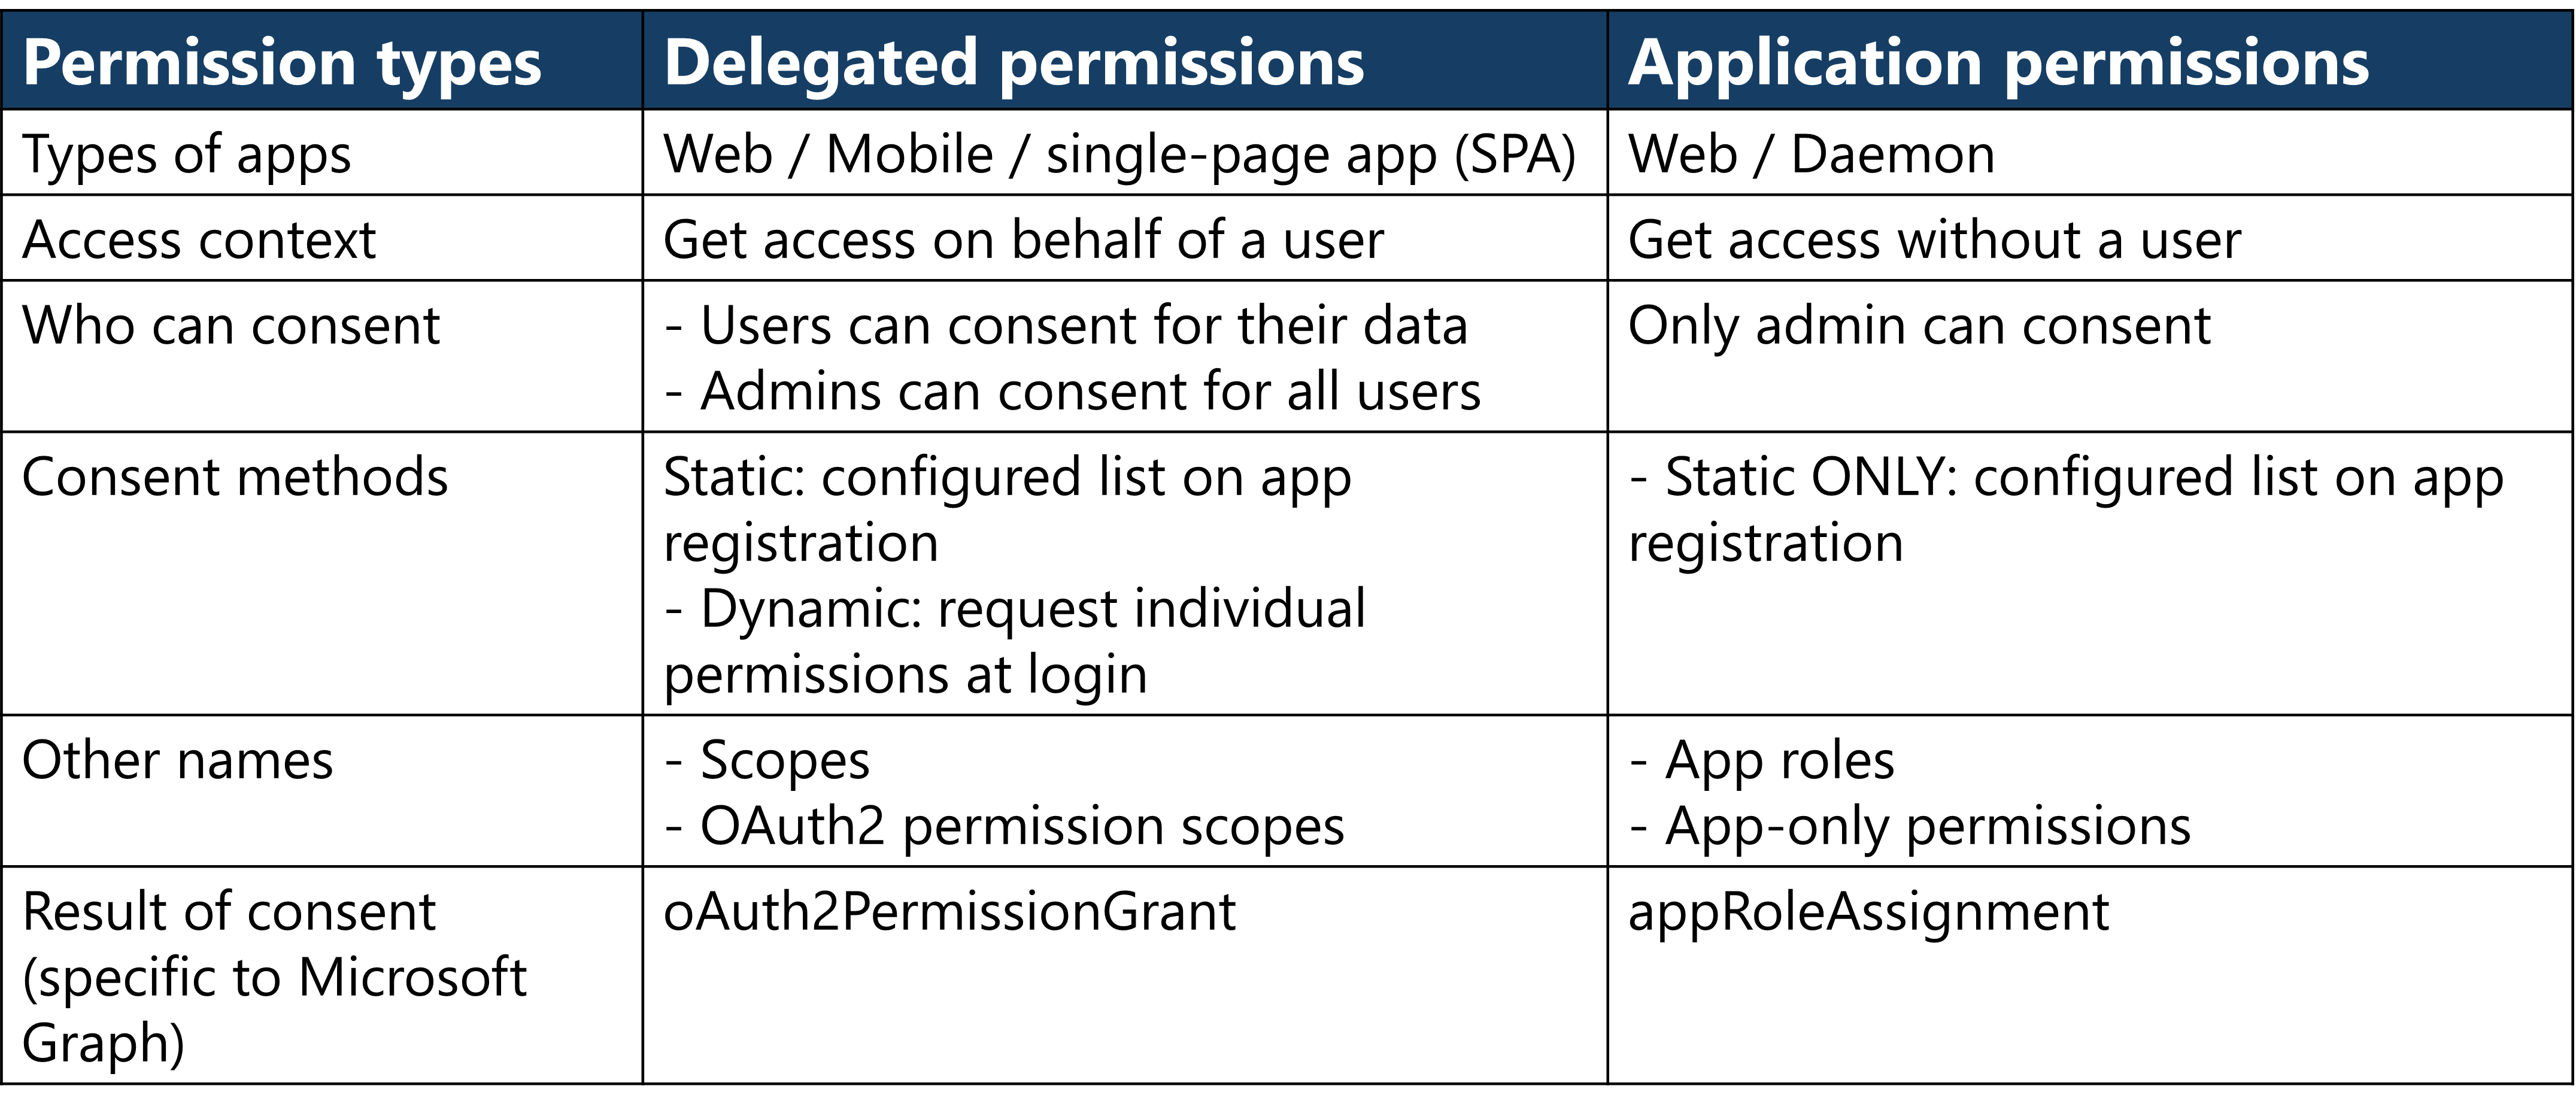 Permission types
Delegated permissions
Application permissions
Types of apps
Web / Mobile / single-page app (SPA)
Web / Daemon
Access context
Get access on behalf of a user
Get access without a user
Who can consent
- Users can consent for their data
- Admins can consent for all users
Only admin can consent
Consent methods
Static: configured list on app
registration
- Dynamic: request individual
permissions at login
- Static ONLY: configured list on app
registration
Other names
- Scopes
- OAuth2 permission scopes
- App roles
- App-only permissions
Result of consent
(specific to Microsoft
Graph)
oAuth2PermissionGrant
appRoleAssignment